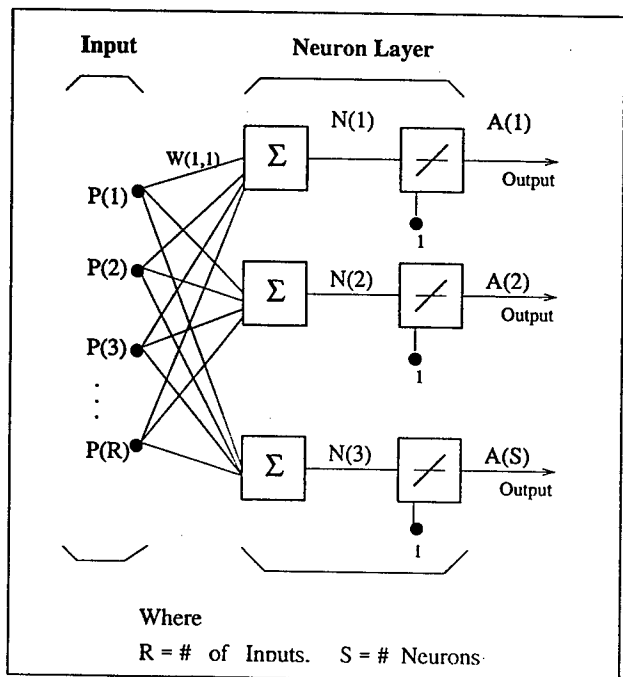 Input
Neuron Layer
N(1)
A(1)
W(1,1)
Σ
Output
P(1)
1
P(2)
N(2)
A(2)
Σ
Output
P(3)
1
.
.
.
P(R)
N(3)
A(S)
Σ
Output
1
Where
R = # of Inputs. S = # Neurons